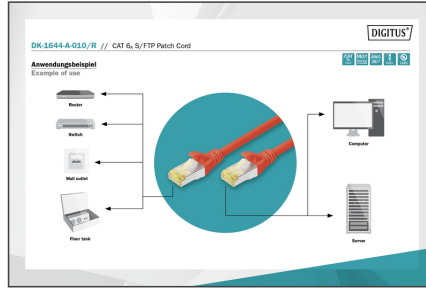 DIGITUS®
DK-1644-A-010/R // CAT 6A S/FTP Patch Cord
Anwendungsbeispiel
Example of use
Router
Switch
Wall outlet
Floor tank
Computer
Server